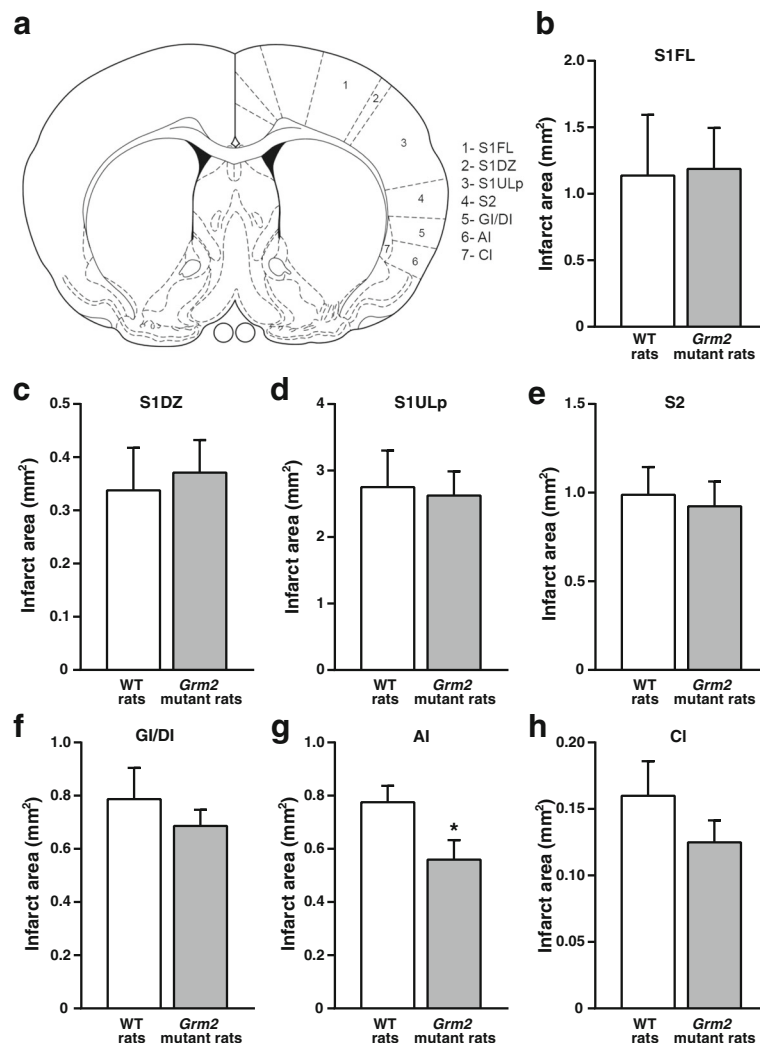 a
1
2
3
4
5
6
7
1- S1FL
2- S1DZ
3- S1ULp
4- S2
5- GI/DI
6- AI
7- CI
b
S1FL
Infarct area (mm²)
2.0
1.5
1.0
0.5
0
WT rats
Grm2 mutant rats
c
S1DZ
Infarct area (mm²)
0.5
0.4
0.3
0.2
0.1
0
WT rats
Grm2 mutant rats
d
S1ULp
Infarct area (mm²)
4
3
2
1
0
WT rats
Grm2 mutant rats
e
S2
Infarct area (mm²)
1.5
1.0
0.5
0
WT rats
Grm2 mutant rats
f
GI/DI
Infarct area (mm²)
1.0
0.8
0.6
0.4
0.2
0
WT rats
Grm2 mutant rats
g
AI
Infarct area (mm²)
1.0
0.8
0.6
0.4
0.2
0
*
WT rats
Grm2 mutant rats
h
CI
Infarct area (mm²)
0.20
0.15
0.10
0.05
0
WT rats
Grm2 mutant rats